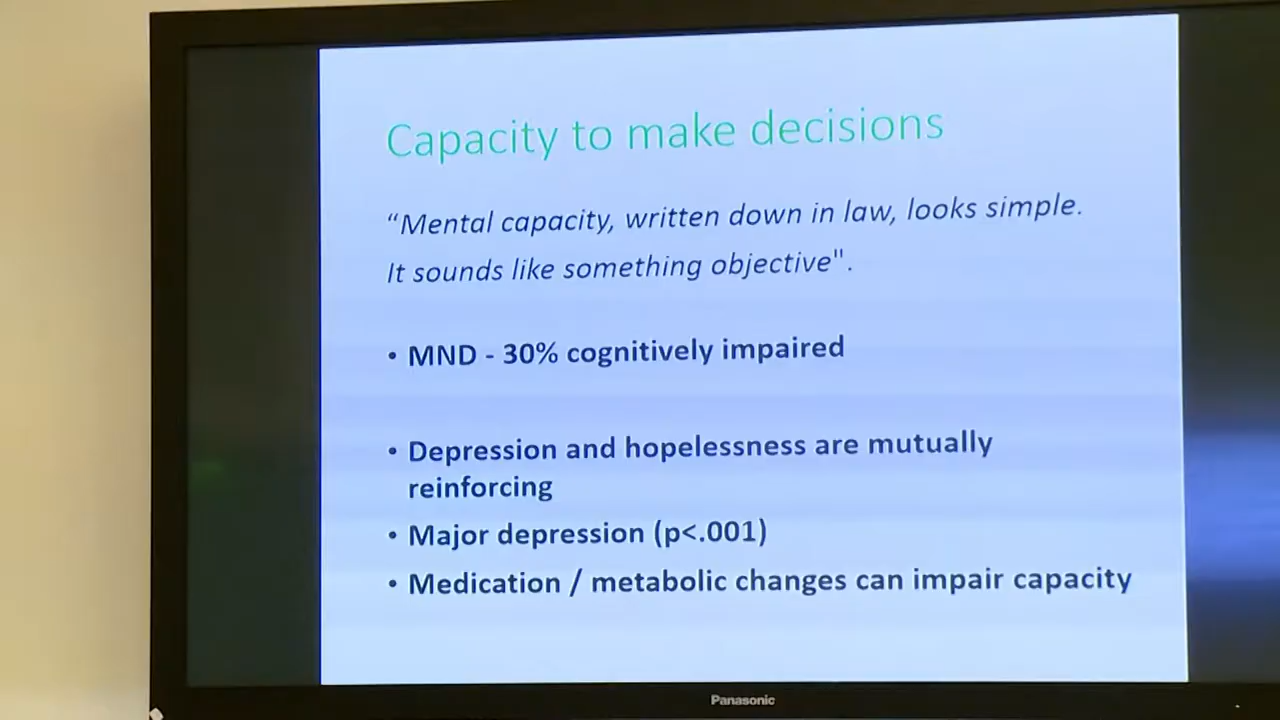 Capacity to make decisions
“Mental capacity, written down in law, looks simple.
It sounds like something objective".
• MND - 30% cognitively impaired
• Depression and hopelessness are mutually
reinforcing
• Major depression (p<.001)
• Medication / metabolic changes can impair capacity
Panasonic